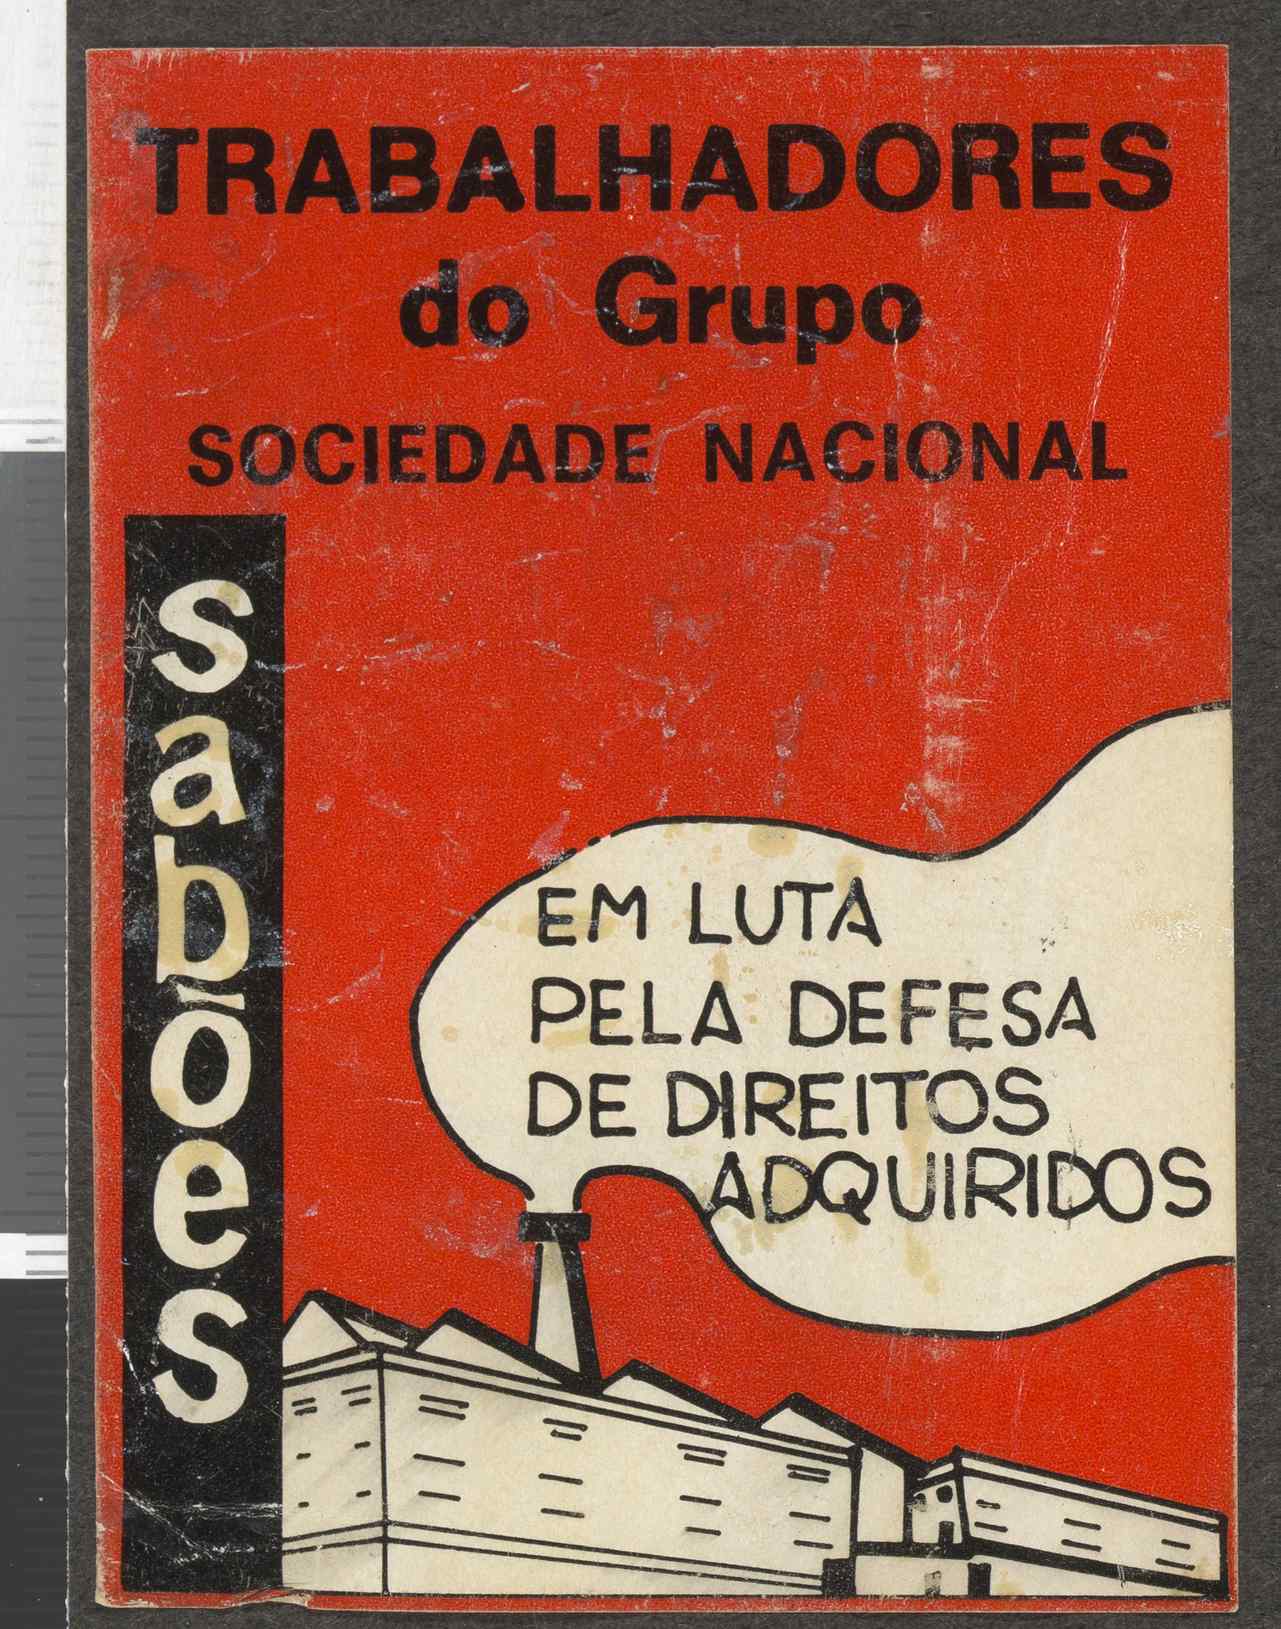 TRABALHADORES
do Grupo
SOCIEDADE NACIONAL
sabões
EM LUTA
PELA DEFESA
DE DIREITOS
ADQUIRIDOS